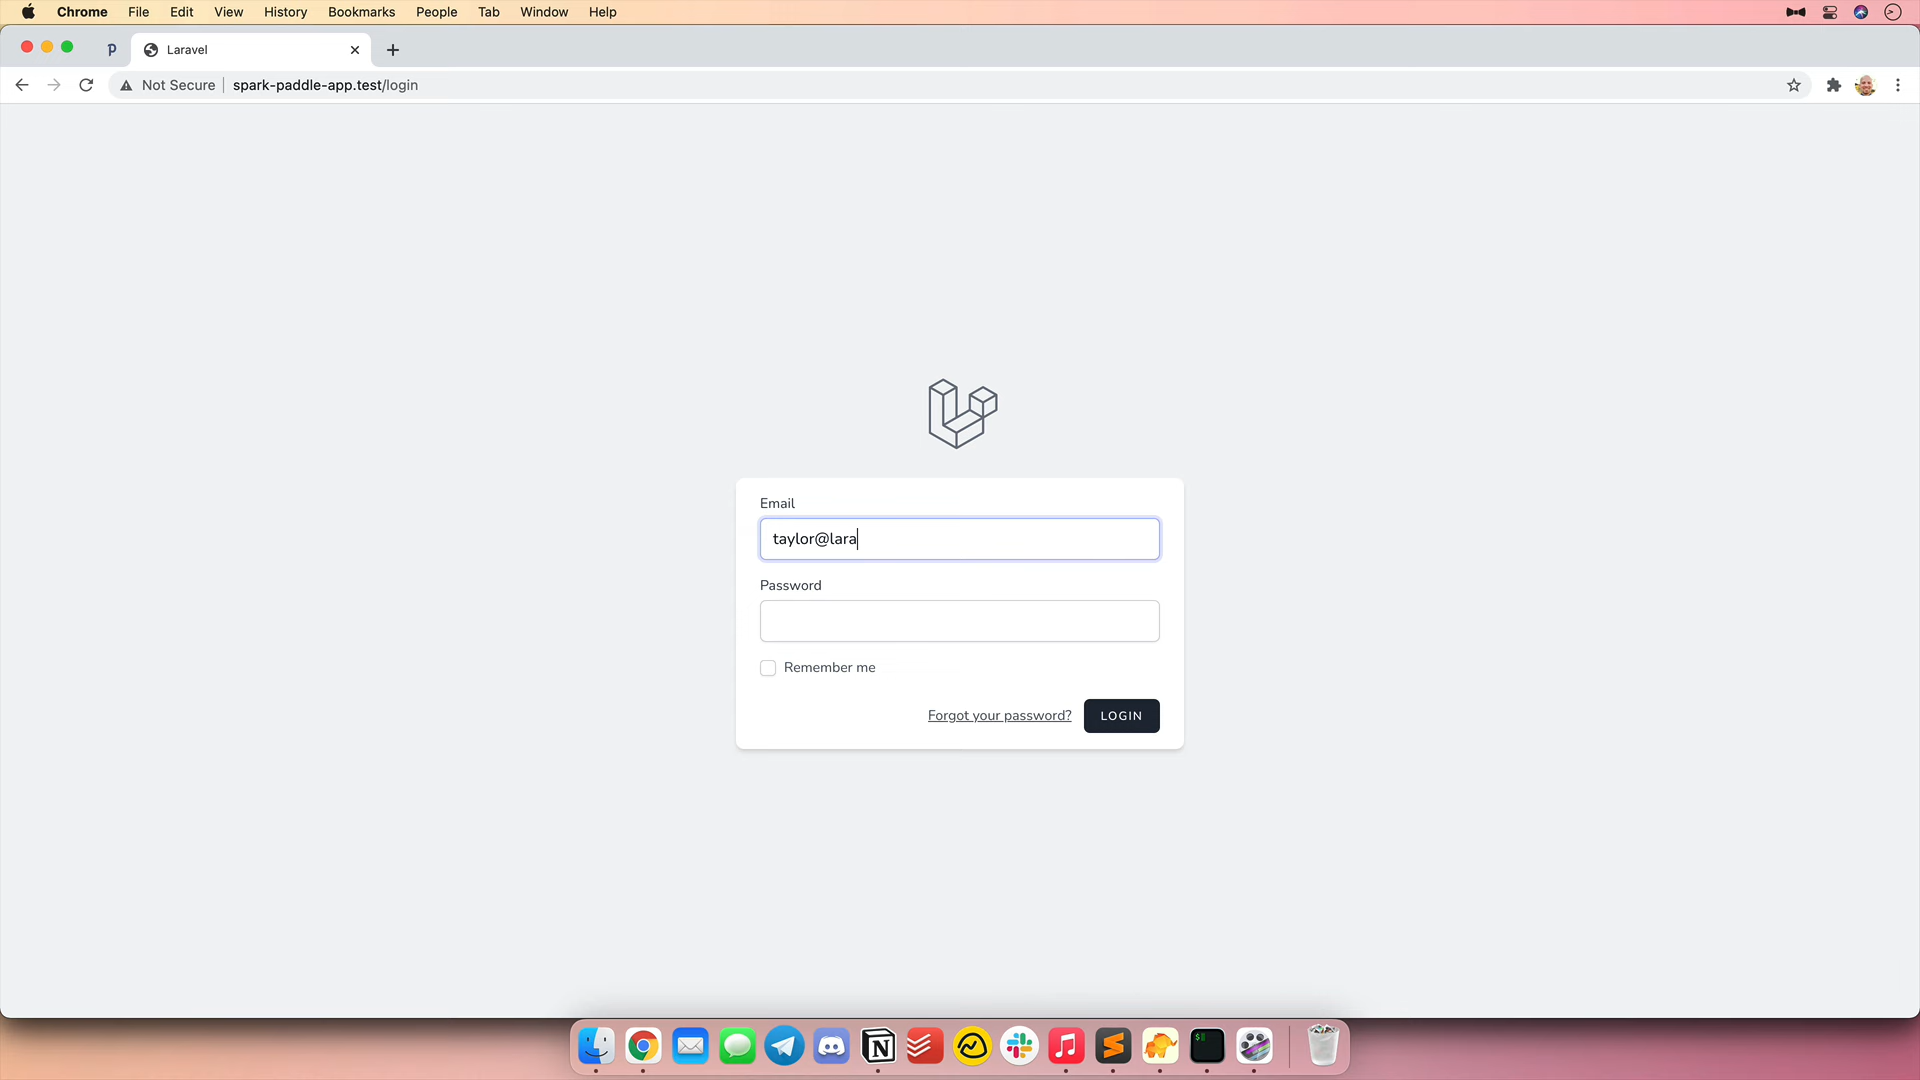 Chrome File Edit View History Bookmarks People Tab Window Help
p Laravel
Not Secure spark-paddle-app.test/login
Email
taylor@lara
Password
Remember me
Forgot your password? LOGIN